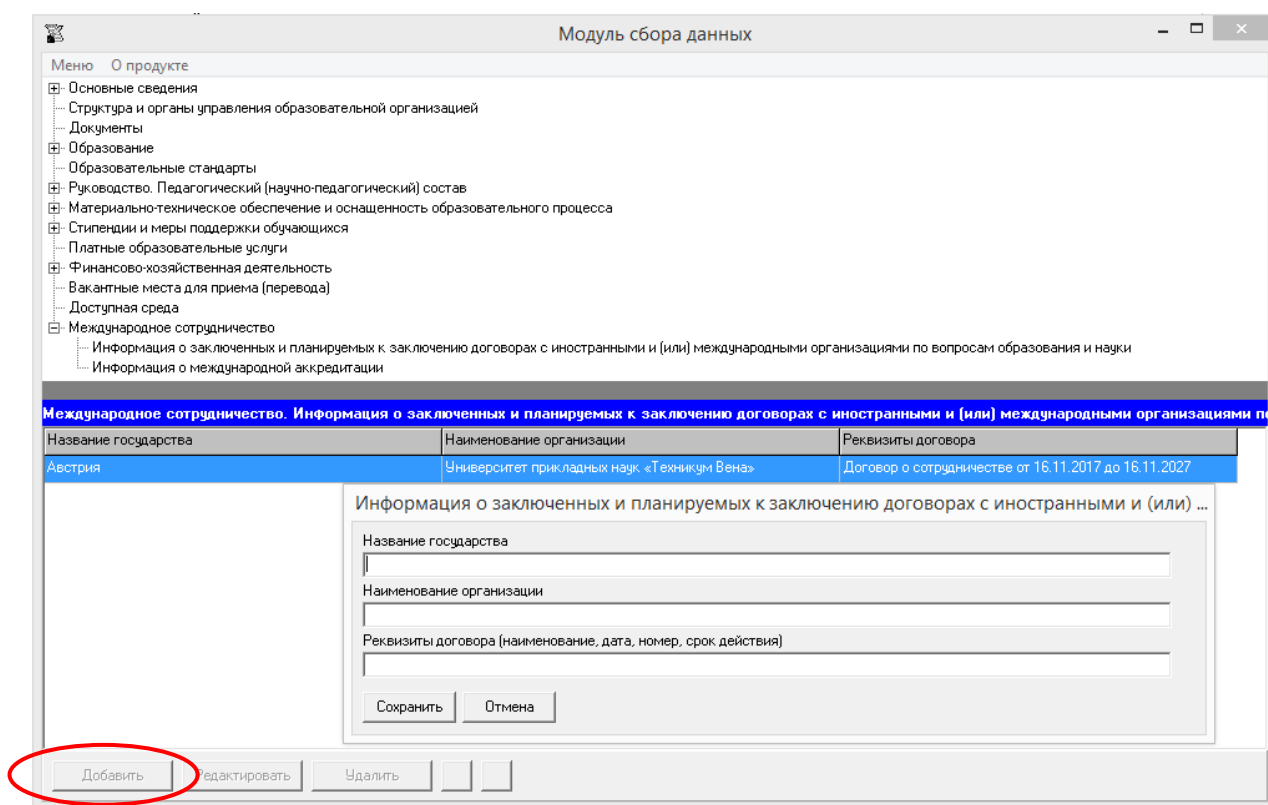 Модуль сбора данных
Меню О продукте
Основные сведения
Структура и органы управления образовательной организацией
Документы
Образование
Образовательные стандарты
Руководство. Педагогический (научно-педагогический) состав
Материально-техническое обеспечение и оснащенность образовательного процесса
Стипендии и меры поддержки обучающихся
Платные образовательные услуги
Финансово-хозяйственная деятельность
Вакантные места для приема (перевода)
Доступная среда
Международное сотрудничество
Информация о заключенных и планируемых к заключению договорах с иностранными и (или) международными организациями по вопросам образования и науки
Информация о международной аккредитации
Международное сотрудничество. Информация о заключенных и планируемых к заключению договорах с иностранными и (или) международными организациями
Название государства Наименование организации Реквизиты договора
Австрия Университет прикладных наук «Техникум Вена» Договор о сотрудничестве от 16.11.2017 до 16.11.2027
Информация о заключенных и планируемых к заключению договорах с иностранными и (или) ...
Название государства
Наименование организации
Реквизиты договора (наименование, дата, номер, срок действия)
Сохранить Отмена
Добавить Редактировать Удалить